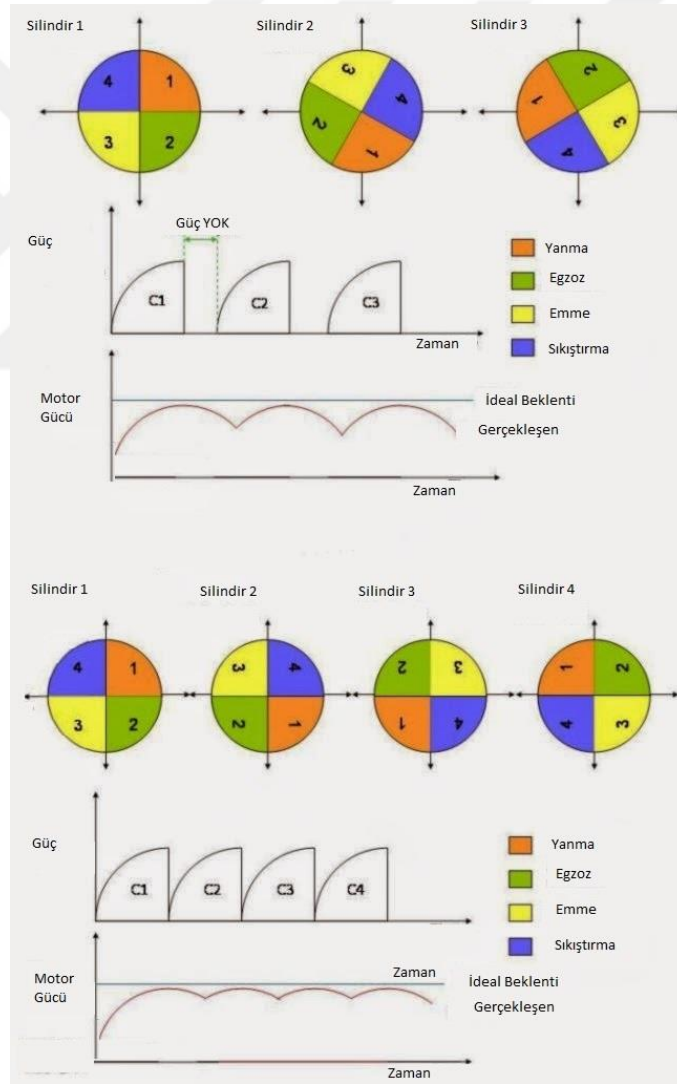 Silindir 1
Silindir 2
Silindir 3
4 1
3 2
3
4
2
1
2
1
3
4
Güç YOK
Güç
C1
C2
C3
Zaman
Yanma
Egzoz
Emme
Sıkıştırma
Motor
Gücü
İdeal Beklenti
Gerçekleşen
Zaman
Silindir 1
Silindir 2
Silindir 3
Silindir 4
4 1
3 2
3 4
2 1
2 3
1 4
1 2
4 3
Güç
C1
C2
C3
C4
Yanma
Egzoz
Emme
Sıkıştırma
Motor
Gücü
Zaman
İdeal Beklenti
Gerçekleşen
Zaman